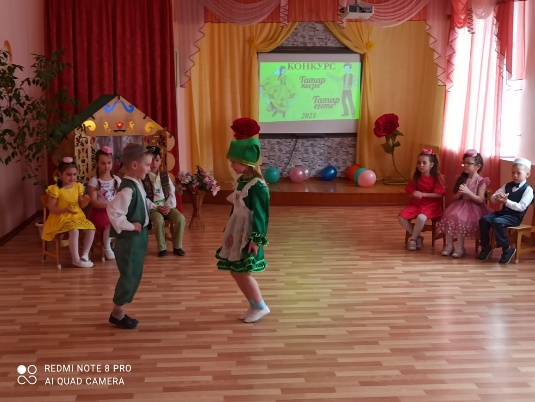 КОНКУРС
Татар
кызы
Татар
егете
2021
REDMI NOTE 8 PRO
AI QUAD CAMERA